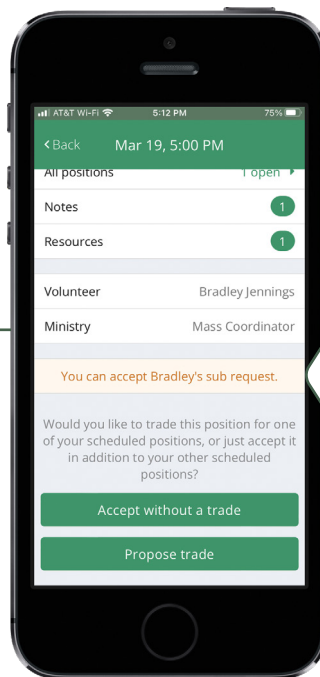 AT&T Wi-Fi 5:12 PM 75%
Back Mar 19, 5:00 PM
All positions 1 open
Notes 1
Resources 1
Volunteer Bradley Jennings
Ministry Mass Coordinator
You can accept Bradley's sub request.
Would you like to trade this position for one
of your scheduled positions, or just accept it
in addition to your other scheduled
positions?
Accept without a trade
Propose trade